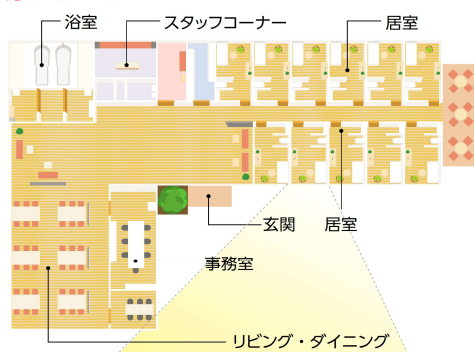 浴室
スタッフコーナー
居室
玄関
居室
事務室
リビング・ダイニング